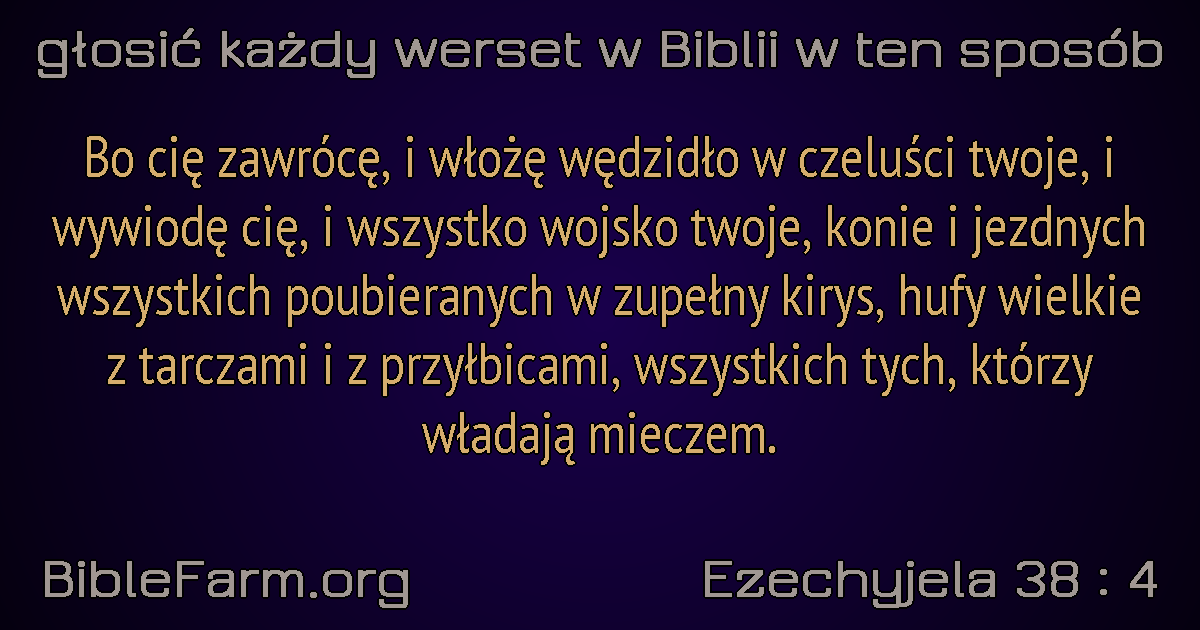 głosić każdy werset w Biblii w ten sposób
Bo cię zawrócę, i włożę wędzidło w czeluści twoje, i
wywiodę cię, i wszystko wojsko twoje, konie i jezdnych
wszystkich poubieranych w zupełny kirys, hufy wielkie
z tarczami i z przyłbicami, wszystkich tych, którzy
władają mieczem.
BibleFarm.org
Ezechyjela 38 : 4